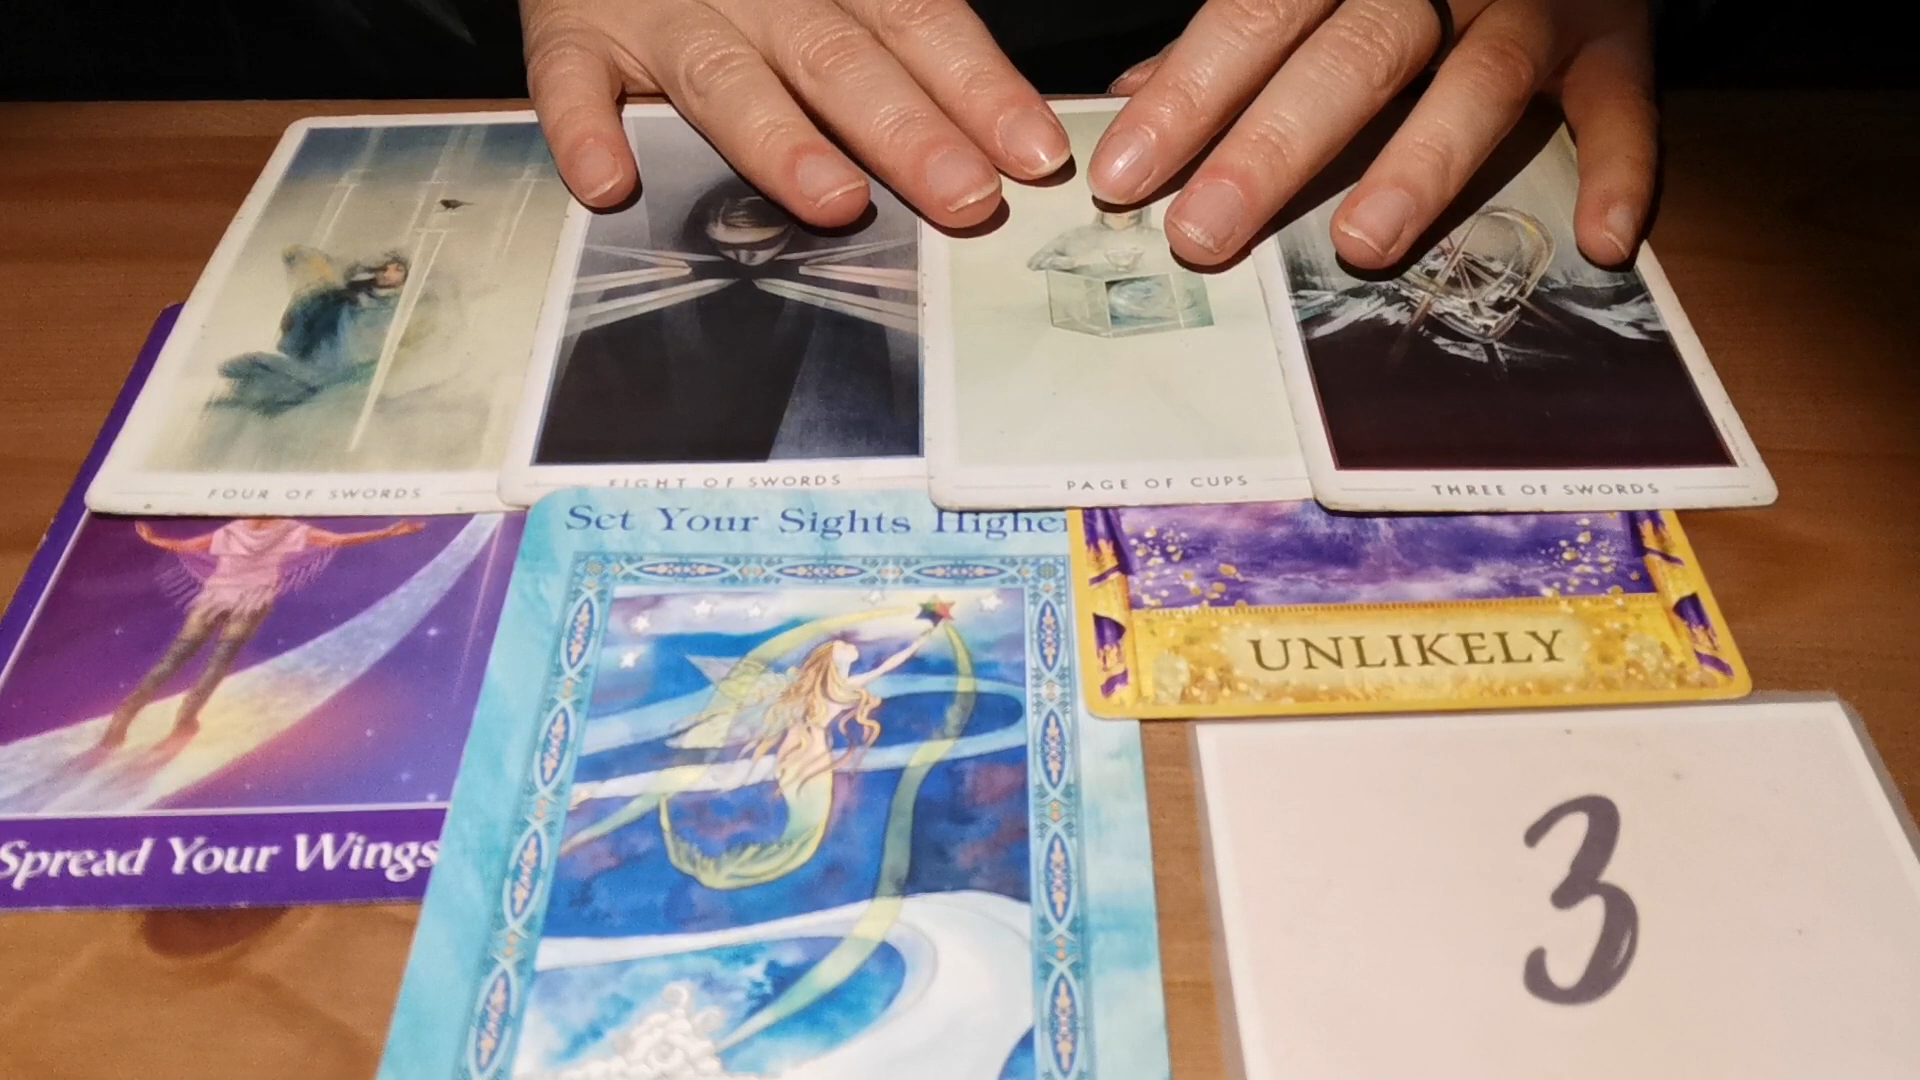 FOUR OF SWORDS
EIGHT OF SWORDS
PAGE OF CUPS
THREE OF SWORDS
Set Your Sights Higher
UNLIKELY
Spread Your Wings
3